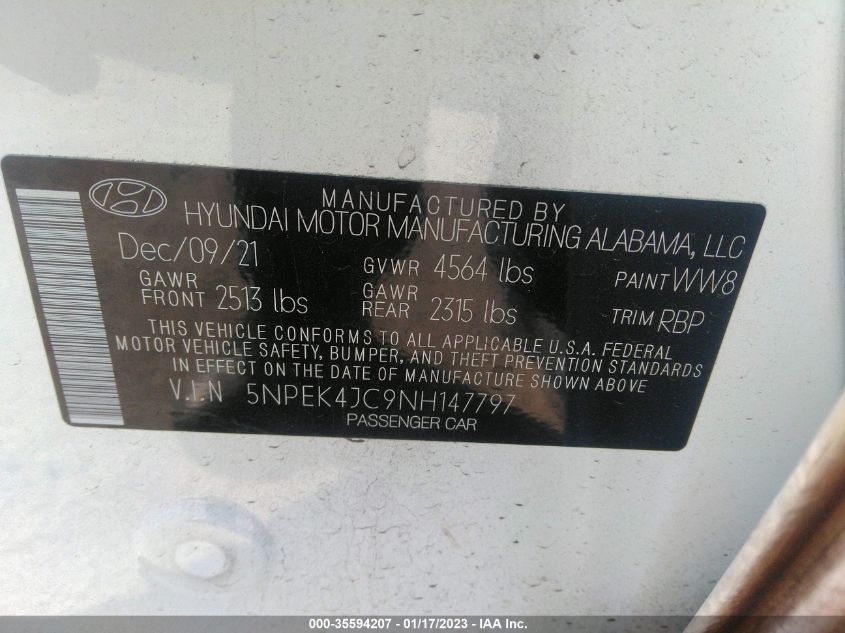 MANUFACTURED BY
HYUNDAI MOTOR MANUFACTURING ALABAMA, LLC
Dec/09/21 GVWR 4564 lbs PAINT WW8
GAWR FRONT 2513 lbs GAWR REAR 2315 lbs TRIM RBP
THIS VEHICLE CONFORMS TO ALL APPLICABLE U.S.A. FEDERAL
MOTOR VEHICLE SAFETY, BUMPER, AND THEFT PREVENTION STANDARDS
IN EFFECT ON THE DATE OF MANUFACTURE SHOWN ABOVE
V.I.N 5NPEK4JC9NH147797
PASSENGER CAR
000-35594207 - 01/17/2023 - IAA Inc.